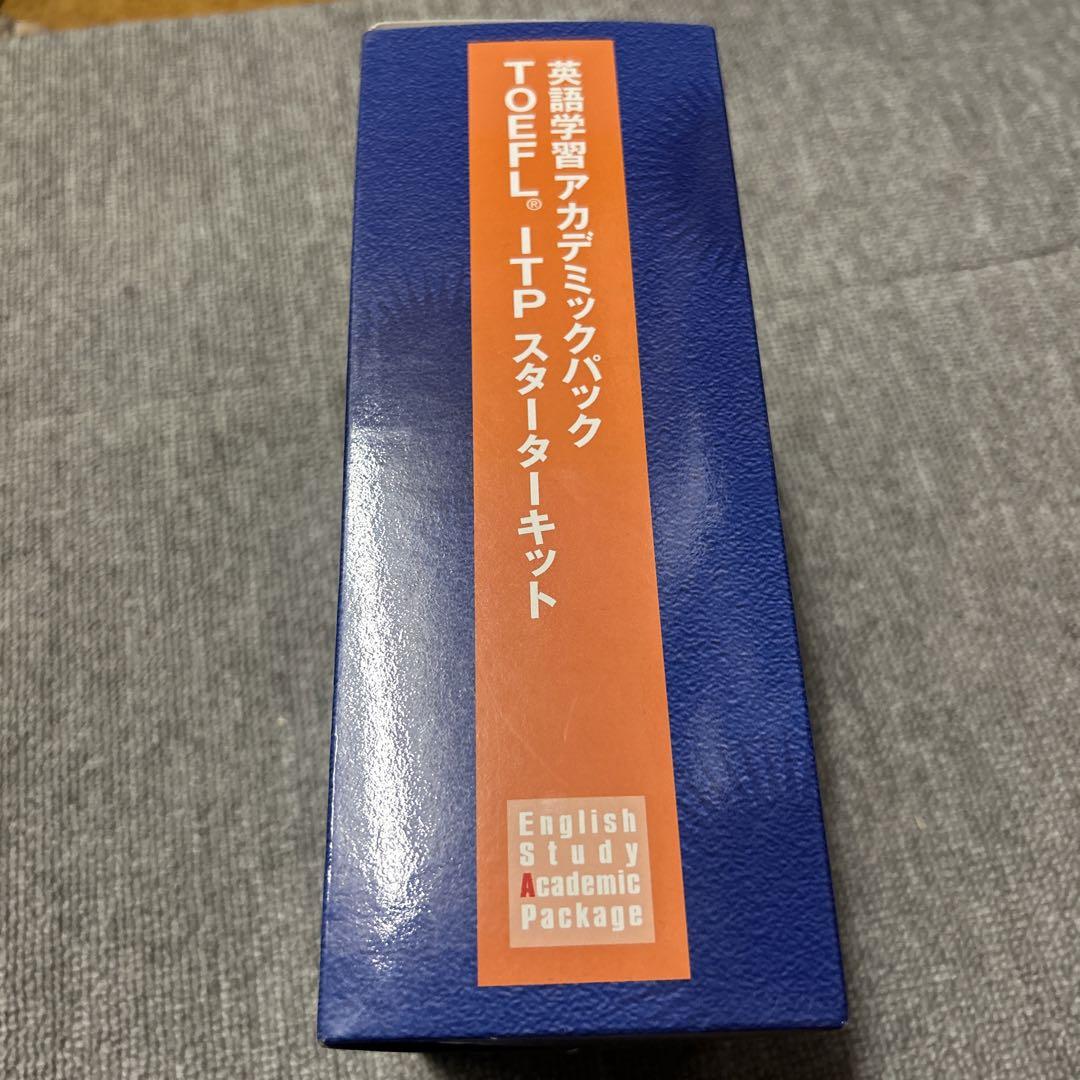 英語学習アカデミックパック
TOEFL® ITP スターターキット
English
Study
Academic
Package